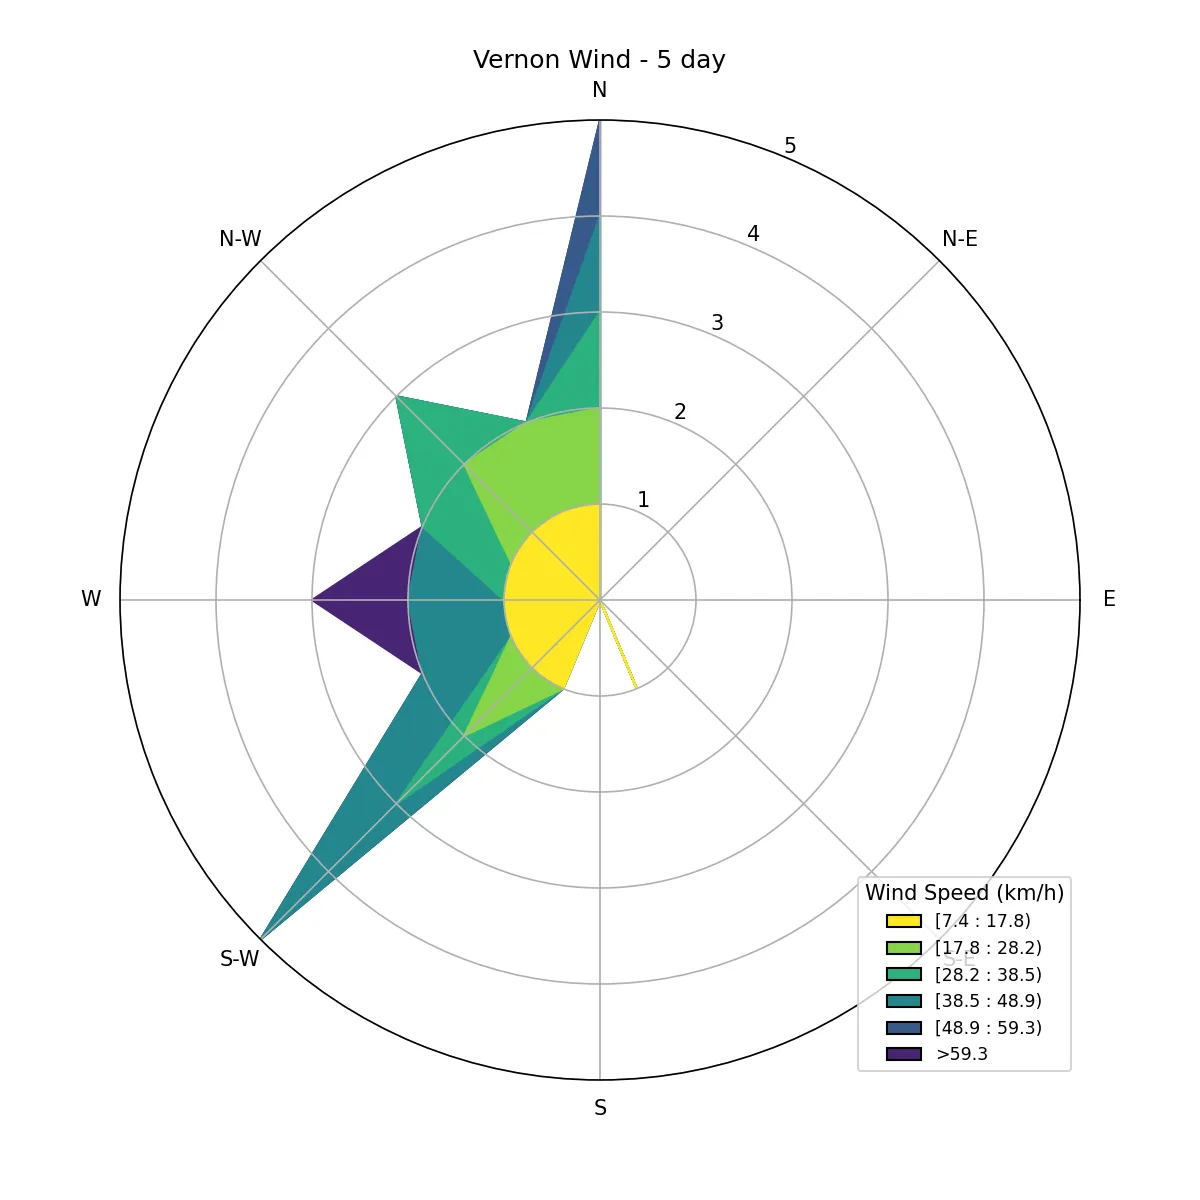 Vernon Wind - 5 day
N
5
N-W
4
N-E
3
2
1
W
E
S-W
S-E
S
Wind Speed (km/h)
[7.4 : 17.8)
[17.8 : 28.2)
[28.2 : 38.5)
[38.5 : 48.9)
[48.9 : 59.3)
>59.3